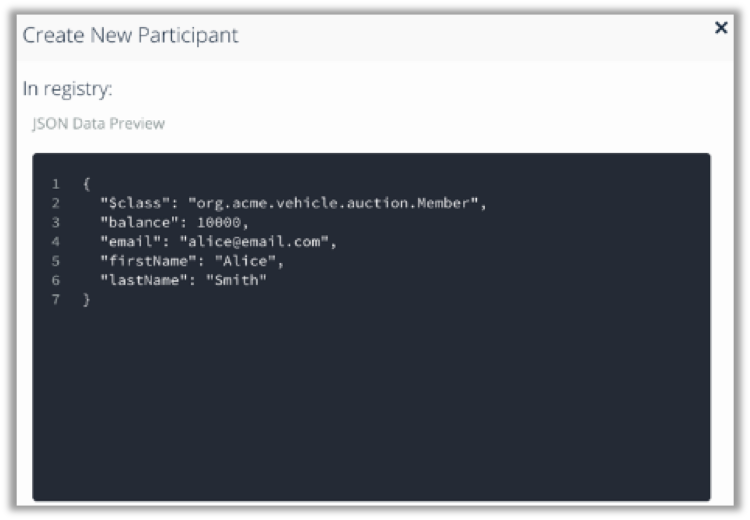 Create New Participant
In registry:
JSON Data Preview
1 {
2 "$class": "org.acme.vehicle.auction.Member",
3 "balance": 10000,
4 "email": "alice@email.com",
5 "firstName": "Alice",
6 "lastName": "Smith"
7 }